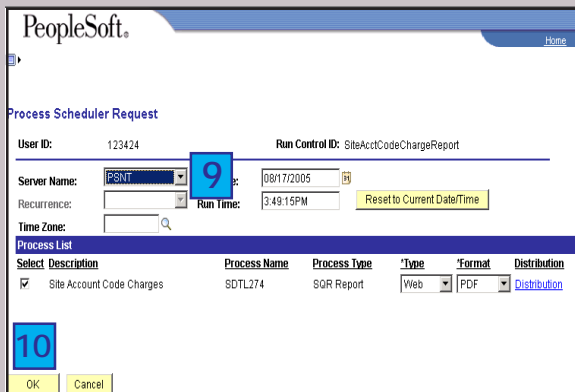 PeopleSoft®
Home
Process Scheduler Request
User ID: 123424 Run Control ID: SiteAcctCodeChargeReport
Server Name: PSNT 9 e: 08/17/2005
Recurrence: Run Time: 3:49:15PM Reset to Current Date/Time
Time Zone:
Process List
Select Description Process Name Process Type *Type *Format Distribution
Site Account Code Charges SDTL274 SQR Report Web PDF Distribution
10
OK Cancel